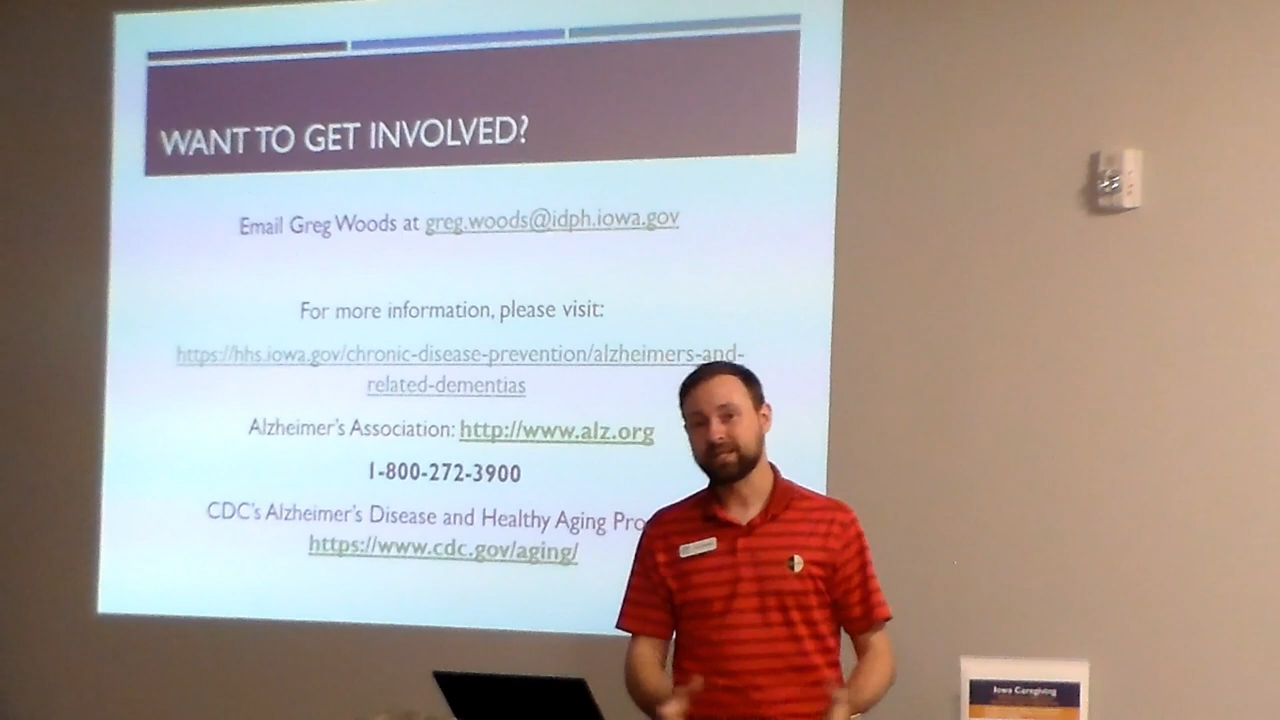 WANT TO GET INVOLVED?
Email Greg Woods at greg.woods@idph.iowa.gov
For more information, please visit:
https://hhs.iowa.gov/chronic-disease-prevention/alzheimers-and-
related-dementias
Alzheimer's Association: http://www.alz.org
1-800-272-3900
CDC's Alzheimer's Disease and Healthy Aging Pro
https://www.cdc.gov/aging/
Iowa Caregiving